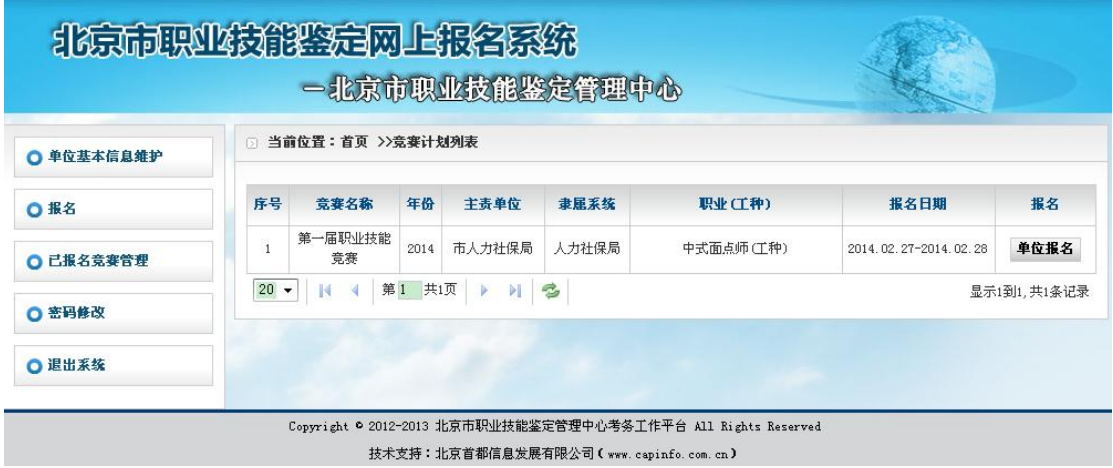 北京市职业技能鉴定网上报名系统
—北京市职业技能鉴定管理中心
单位基本信息维护
报名
已报名竞赛管理
密码修改
退出系统
当前位置：首页 >>竞赛计划列表
序号 竞赛名称 年份 主责单位 隶属系统 职业(工种) 报名日期 报名
1 第一届职业技能竞赛 2014 市人力社保局 人力社保局 中式面点师(工种) 2014.02.27-2014.02.28 单位报名
20 第 1 共1页 显示1到1,共1条记录
Copyright © 2012-2013 北京市职业技能鉴定管理中心考务工作平台 All Rights Reserved
技术支持：北京首都信息发展有限公司(www.capinfo.com.cn)